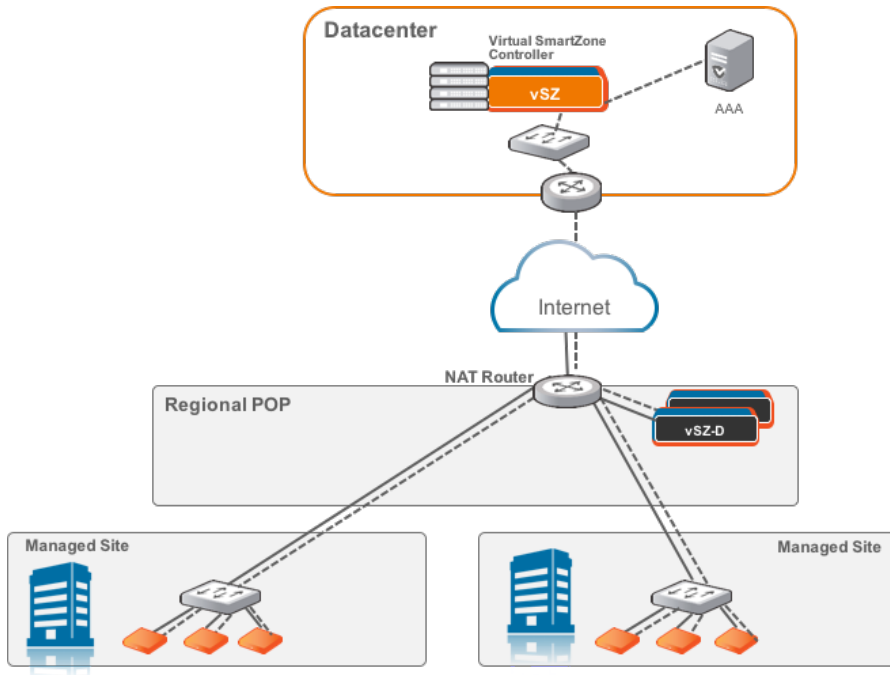 Datacenter
Virtual SmartZone
Controller
vSZ
AAA
Internet
NAT Router
Regional POP
vSZ-D
Managed Site
Managed Site